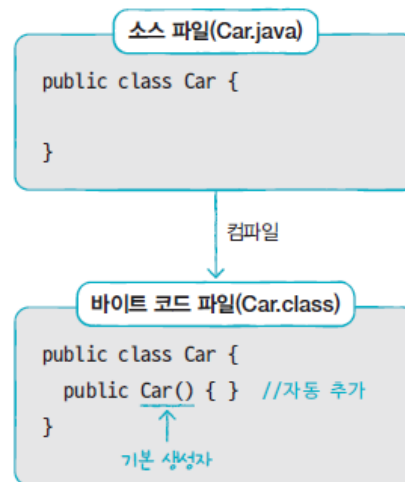 소스 파일(Car.java)
public class Car {
}
컴파일
바이트 코드 파일(Car.class)
public class Car {
public Car() { } //자동 추가
}
기본 생성자